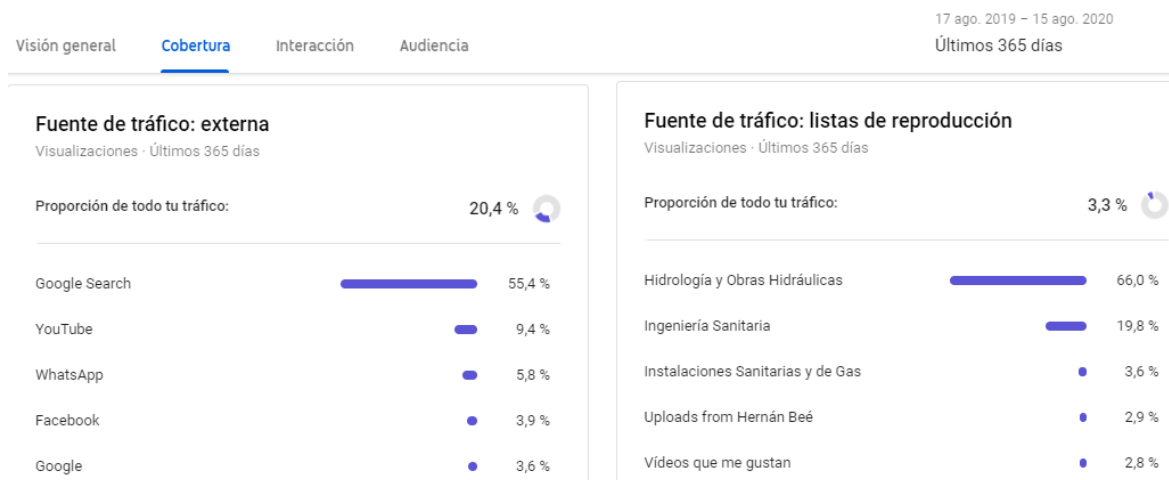 17 ago. 2019 – 15 ago. 2020
Visión general Cobertura Interacción Audiencia Últimos 365 días
Fuente de tráfico: externa
Visualizaciones · Últimos 365 días
Proporción de todo tu tráfico: 20,4 %
Google Search 55,4 %
YouTube 9,4 %
WhatsApp 5,8 %
Facebook 3,9 %
Google 3,6 %
Fuente de tráfico: listas de reproducción
Visualizaciones · Últimos 365 días
Proporción de todo tu tráfico: 3,3 %
Hidrología y Obras Hidráulicas 66,0 %
Ingeniería Sanitaria 19,8 %
Instalaciones Sanitarias y de Gas 3,6 %
Uploads from Hernán Beé 2,9 %
Vídeos que me gustan 2,8 %